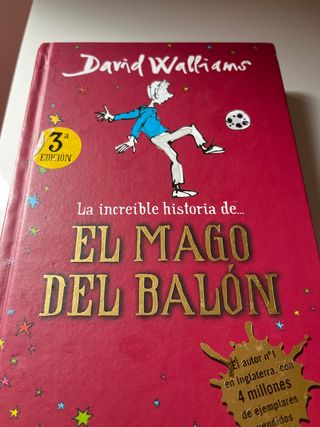 David Walliams
3ª
EDICIÓN
La increíble historia de...
EL MAGO
DEL BALÓN
El autor nº1
en Inglaterra, con
4 millones
de ejemplares
vendidos